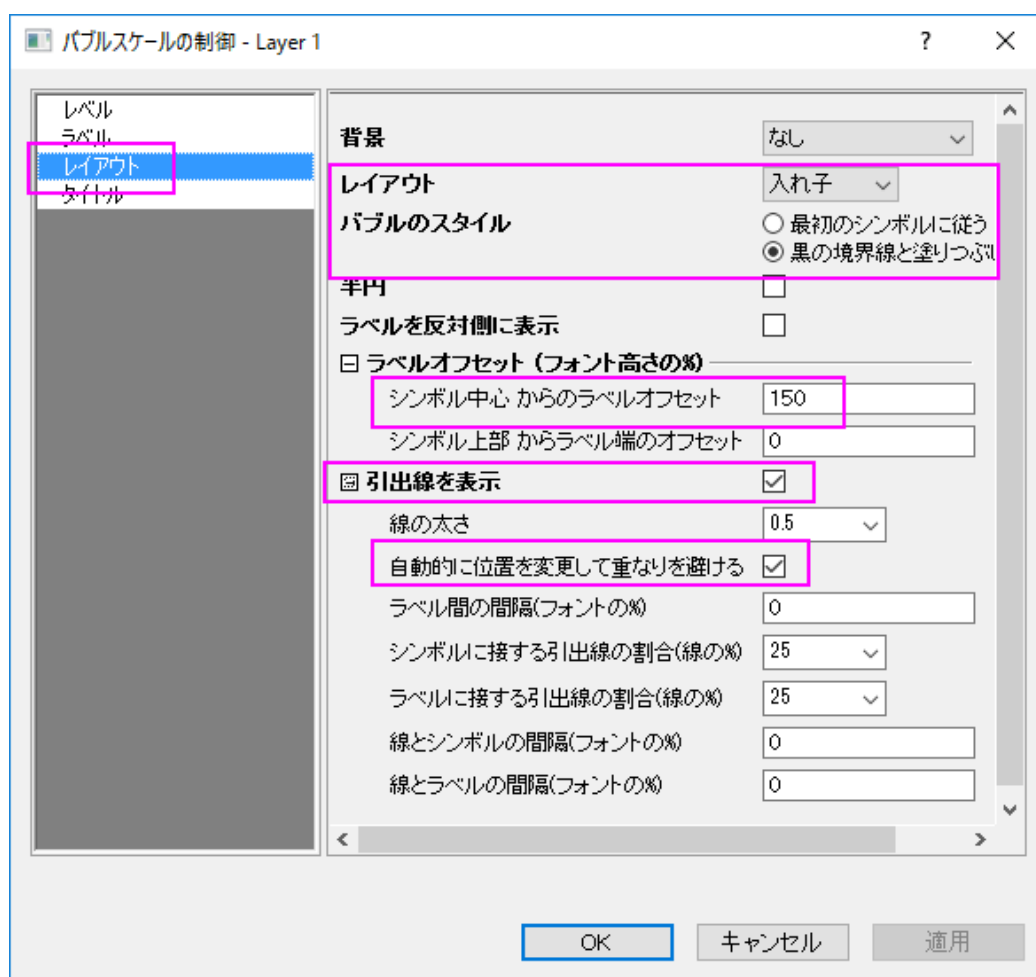 バブルスケールの制御 - Layer 1
?
レベル
ラベル
レイアウト
タイトル
背景 なし
レイアウト 入れ子
バブルのスタイル 最初のシンボルに従う
黒の境界線と塗りつぶし
半円
ラベルを反対側に表示
ラベルオフセット (フォント高さの%)
シンボル中心 からのラベルオフセット 150
シンボル上部 からラベル端のオフセット 0
引出線を表示
線の太さ 0.5
自動的に位置を変更して重なりを避ける
ラベル間の間隔(フォントの%) 0
シンボルに接する引出線の割合(線の%) 25
ラベルに接する引出線の割合(線の%) 25
線とシンボルの間隔(フォントの%) 0
線とラベルの間隔(フォントの%) 0
OK キャンセル 適用